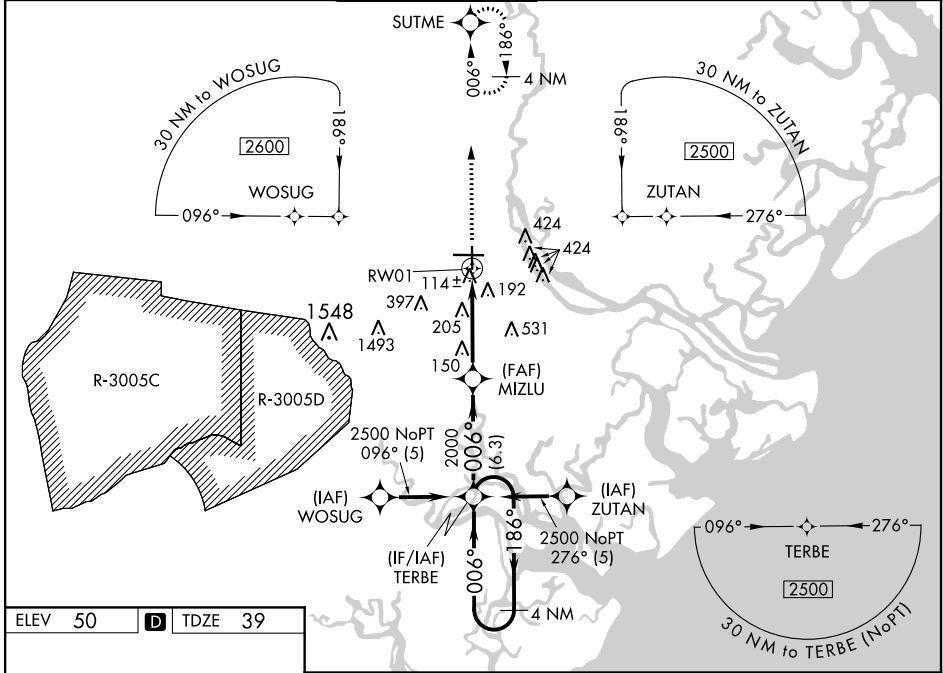 SUTME
006°
186°
4 NM
30 NM to WOSUG
186°
2600
WOSUG
096°
30 NM to ZUTAN
186°
2500
ZUTAN
276°
424
424
RW01
114±
192
397
205
531
1548
1493
150
(FAF)
MIZLU
R-3005C
R-3005D
2500 NoPT
096° (5)
2000
006°
(6.3)
(IAF)
WOSUG
(IAF)
ZUTAN
2500 NoPT
276° (5)
(IF/IAF)
TERBE
006°
186°
4 NM
096°
276°
TERBE
2500
30 NM to TERBE (NoPT)
ELEV 50 D TDZE 39